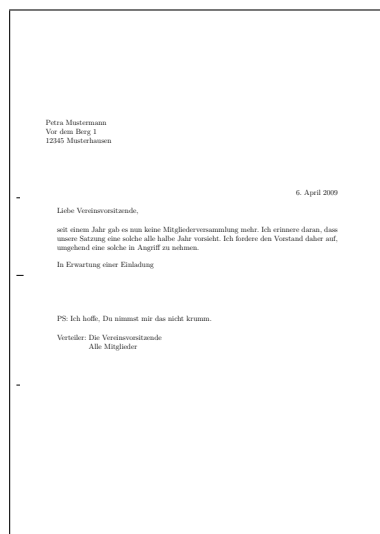 Petra Mustermann
Vor dem Berg 1
12345 Musterhausen
6. April 2009
Liebe Vereinsvorsitzende,
seit einem Jahr gab es nun keine Mitgliederversammlung mehr. Ich erinnere daran, dass
unsere Satzung eine solche alle halbe Jahr vorsieht. Ich fordere den Vorstand daher auf,
umgehend eine solche in Angriff zu nehmen.
In Erwartung einer Einladung
PS: Ich hoffe, Du nimmst mir das nicht krumm.
Verteiler: Die Vereinsvorsitzende
Alle Mitglieder